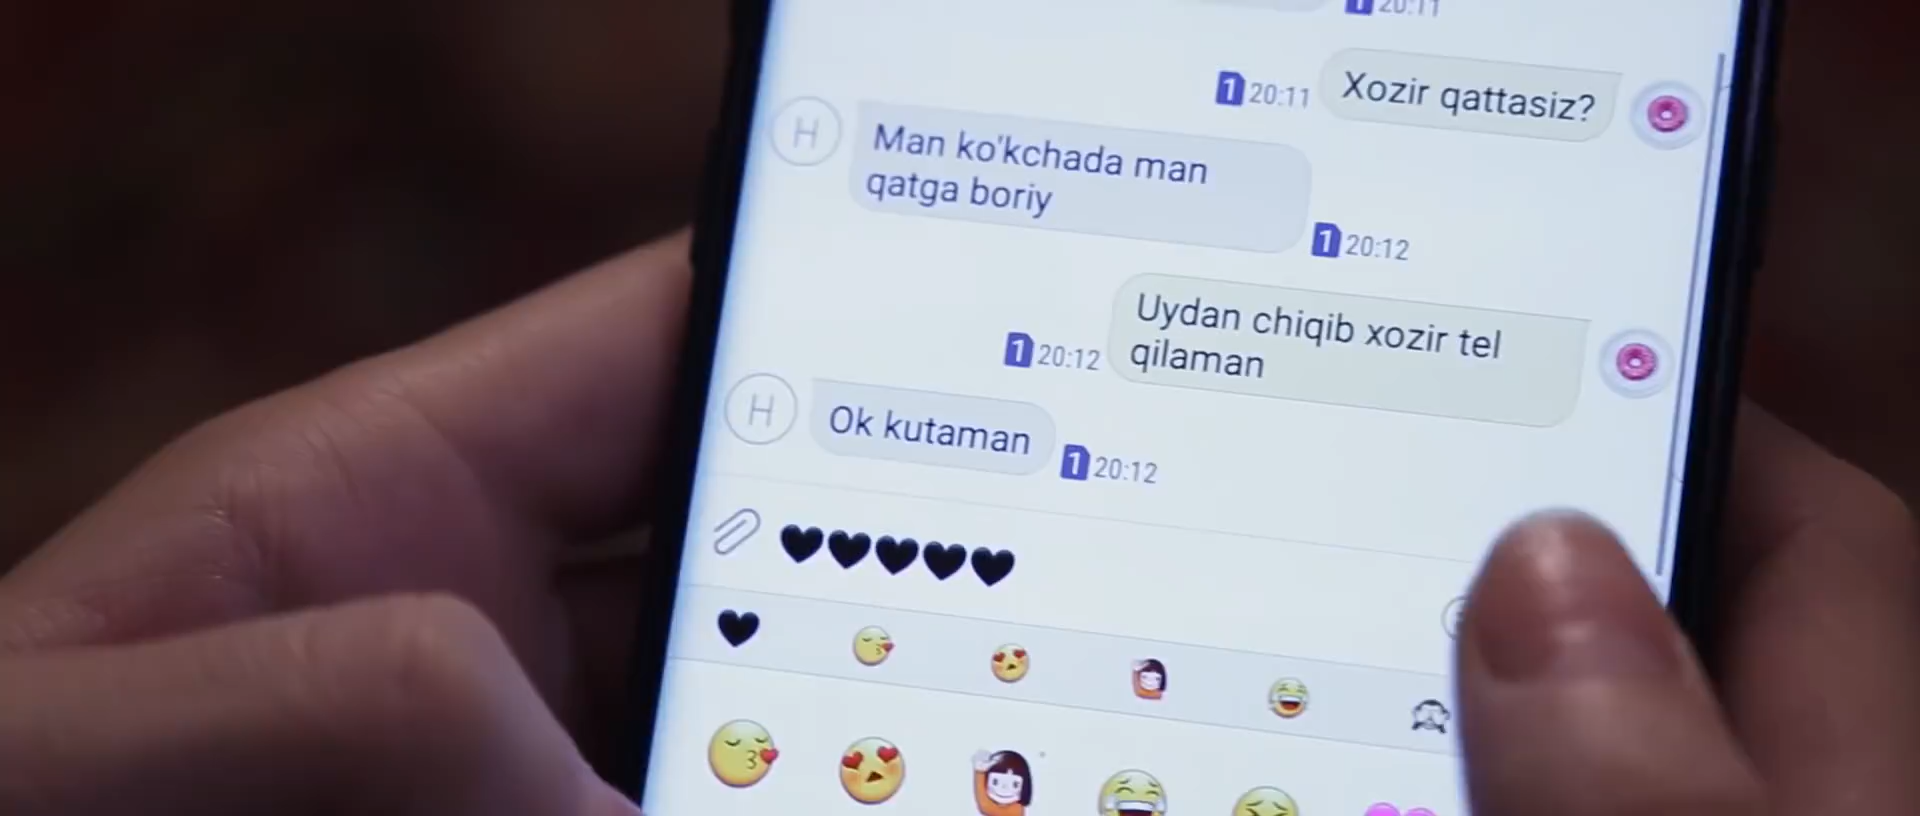 1 20:11
1 20:11 Xozir qattasiz?
H
Man ko'kchada man
qatga boriy
1 20:12
Uydan chiqib xozir tel
qilaman
1 20:12
H
Ok kutaman
1 20:12